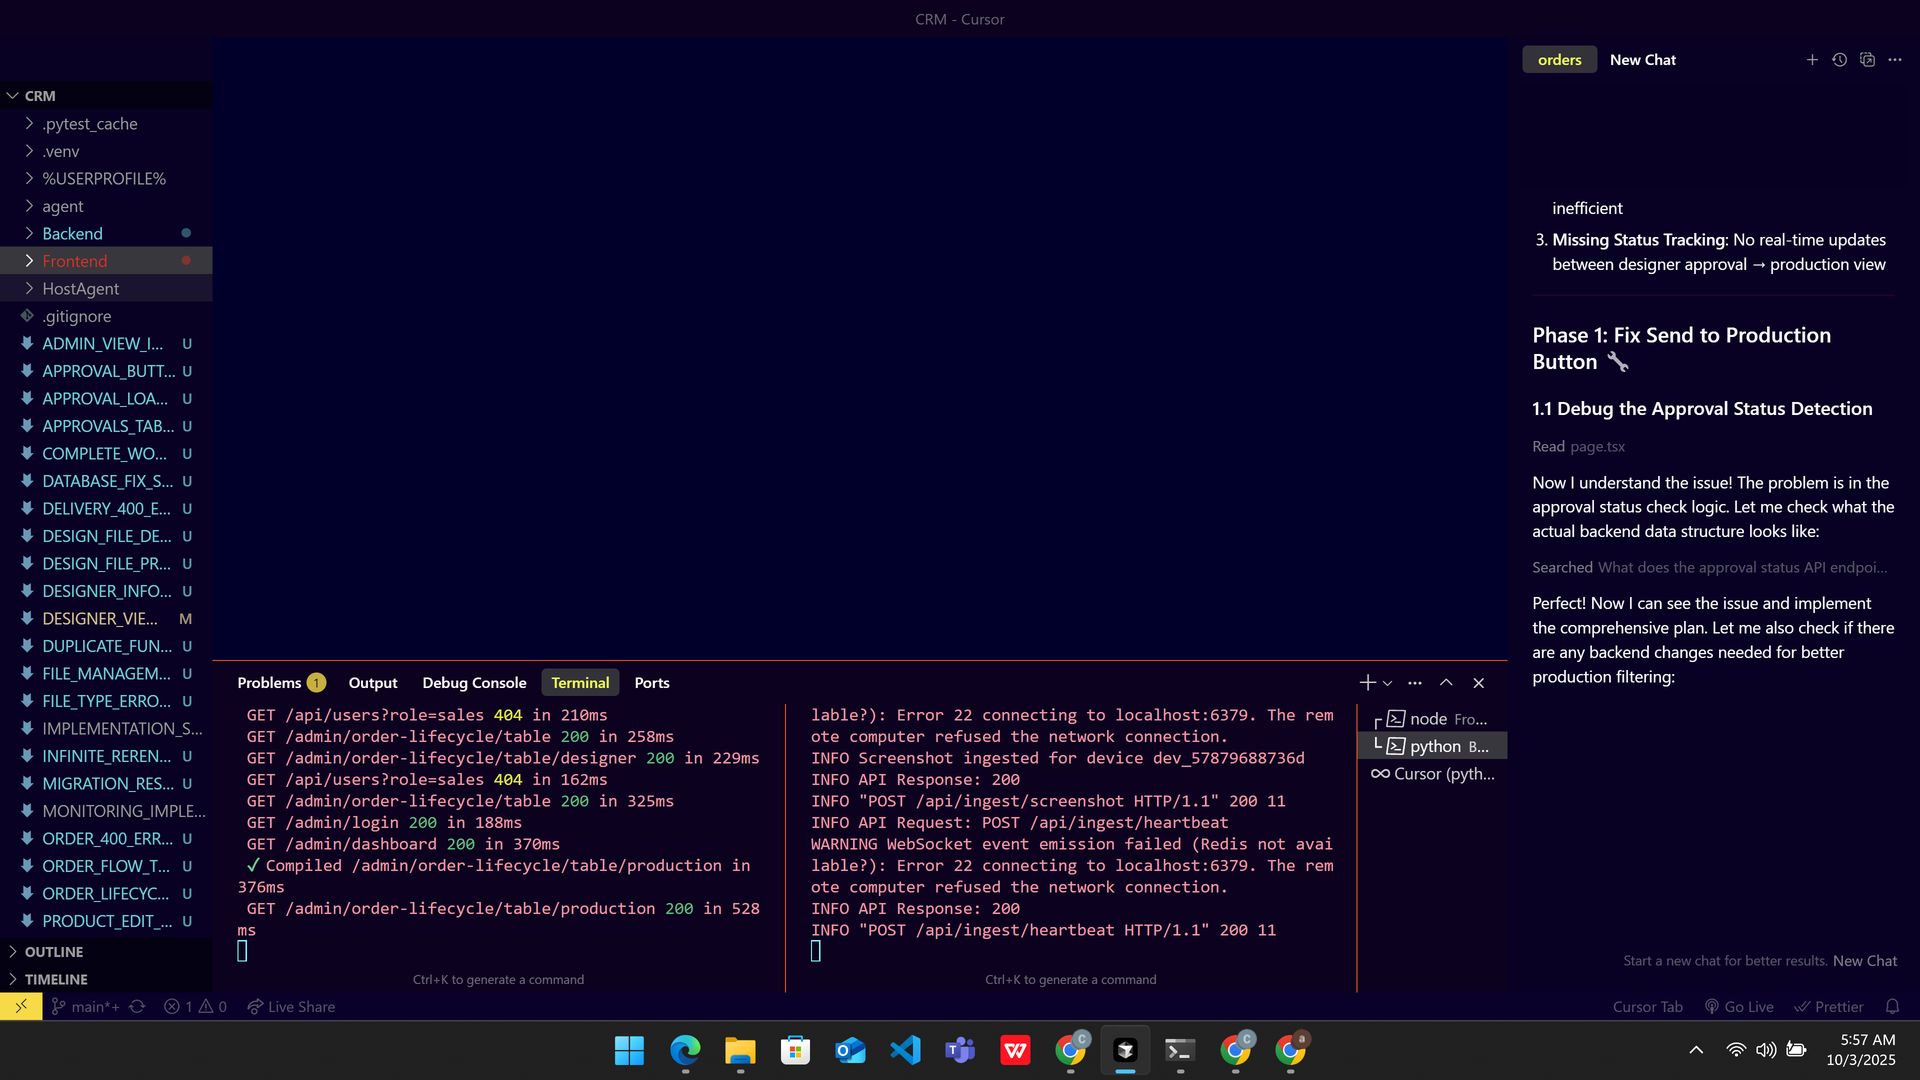 CRM - Cursor
CRM
.pytest_cache
.venv
%USERPROFILE%
agent
Backend
Frontend
HostAgent
.gitignore
ADMIN_VIEW_I... U
APPROVAL_BUTT... U
APPROVAL_LOA... U
APPROVALS_TAB... U
COMPLETE_WO... U
DATABASE_FIX_S... U
DELIVERY_400_E... U
DESIGN_FILE_DE... U
DESIGN_FILE_PR... U
DESIGNER_INFO... U
DESIGNER_VIE... M
DUPLICATE_FUN... U
FILE_MANAGEM... U
FILE_TYPE_ERRO... U
IMPLEMENTATION_S...
INFINITE_REREN... U
MIGRATION_RES... U
MONITORING_IMPLE...
ORDER_400_ERR... U
ORDER_FLOW_T... U
ORDER_LIFECYC... U
PRODUCT_EDIT_... U
OUTLINE
TIMELINE
Problems 1 Output Debug Console Terminal Ports
GET /api/users?role=sales 404 in 210ms
GET /admin/order-lifecycle/table 200 in 258ms
GET /admin/order-lifecycle/table/designer 200 in 229ms
GET /api/users?role=sales 404 in 162ms
GET /admin/order-lifecycle/table 200 in 325ms
GET /admin/login 200 in 188ms
GET /admin/dashboard 200 in 370ms
✓ Compiled /admin/order-lifecycle/table/production in
376ms
GET /admin/order-lifecycle/table/production 200 in 528
ms
Ctrl+K to generate a command
lable?): Error 22 connecting to localhost:6379. The rem
ote computer refused the network connection.
INFO Screenshot ingested for device dev_57879688736d
INFO API Response: 200
INFO "POST /api/ingest/screenshot HTTP/1.1" 200 11
INFO API Request: POST /api/ingest/heartbeat
WARNING WebSocket event emission failed (Redis not avai
lable?): Error 22 connecting to localhost:6379. The rem
ote computer refused the network connection.
INFO API Response: 200
INFO "POST /api/ingest/heartbeat HTTP/1.1" 200 11
Ctrl+K to generate a command
node Fro...
python B...
Cursor (pyth...
orders New Chat
inefficient
3. Missing Status Tracking: No real-time updates
between designer approval → production view
Phase 1: Fix Send to Production
Button 🔧
1.1 Debug the Approval Status Detection
Read page.tsx
Now I understand the issue! The problem is in the
approval status check logic. Let me check what the
actual backend data structure looks like:
Searched What does the approval status API endpoi...
Perfect! Now I can see the issue and implement
the comprehensive plan. Let me also check if there
are any backend changes needed for better
production filtering:
Start a new chat for better results. New Chat
main*+ 1 0 Live Share
Cursor Tab Go Live Prettier
5:57 AM
10/3/2025